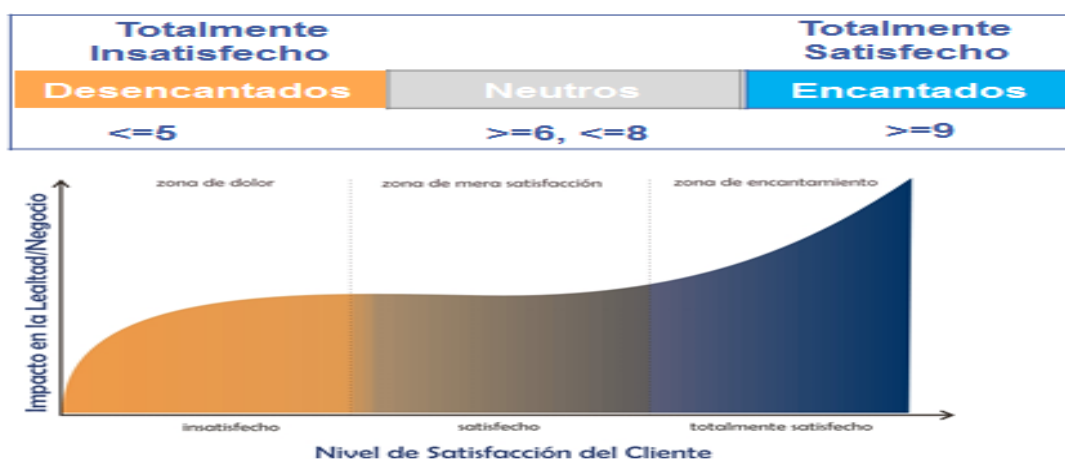 Totalmente
Insatisfecho
Totalmente
Satisfecho
Desencantados
Neutros
Encantados
<=5
>=6, <=8
>=9
zona de dolor
zona de mera satisfacción
zona de encantamiento
Impacto en la Lealtad/Negocio
insatisfecho
satisfecho
totalmente satisfecho
Nivel de Satisfacción del Cliente